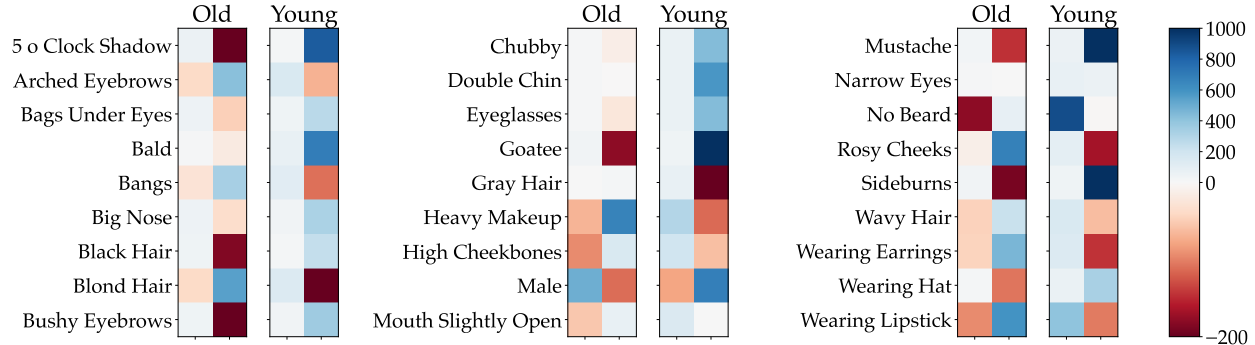 Old Young
5 o Clock Shadow
Arched Eyebrows
Bags Under Eyes
Bald
Bangs
Big Nose
Black Hair
Blond Hair
Bushy Eyebrows
Old Young
Chubby
Double Chin
Eyeglasses
Goatee
Gray Hair
Heavy Makeup
High Cheekbones
Male
Mouth Slightly Open
Old Young
Mustache
Narrow Eyes
No Beard
Rosy Cheeks
Sideburns
Wavy Hair
Wearing Earrings
Wearing Hat
Wearing Lipstick
1000
800
600
400
200
0
−200